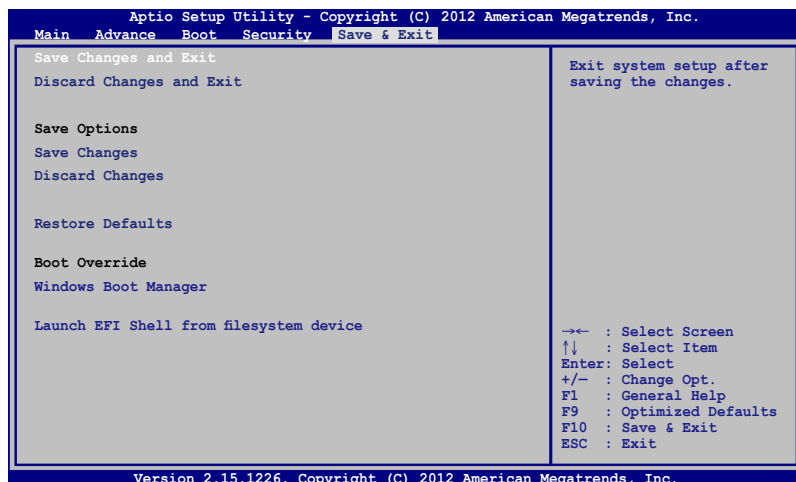 Aptio Setup Utility - Copyright (C) 2012 American Megatrends, Inc.
Main Advance Boot Security Save & Exit
Save Changes and Exit
Discard Changes and Exit
Save Options
Save Changes
Discard Changes
Restore Defaults
Boot Override
Windows Boot Manager
Launch EFI Shell from filesystem device
Exit system setup after
saving the changes.
→← : Select Screen
↑↓ : Select Item
Enter: Select
+/− : Change Opt.
F1 : General Help
F9 : Optimized Defaults
F10 : Save & Exit
ESC : Exit
Version 2.15.1226. Copyright (C) 2012 American Megatrends, Inc.